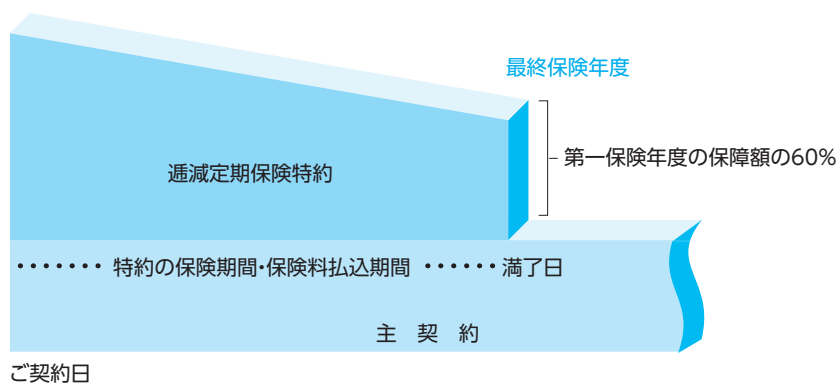 最終保険年度
第一保険年度の保障額の60%
逓減定期保険特約
・・・・・・・ 特約の保険期間・保険料払込期間 ・・・・・・ 満了日
主 契 約
ご契約日